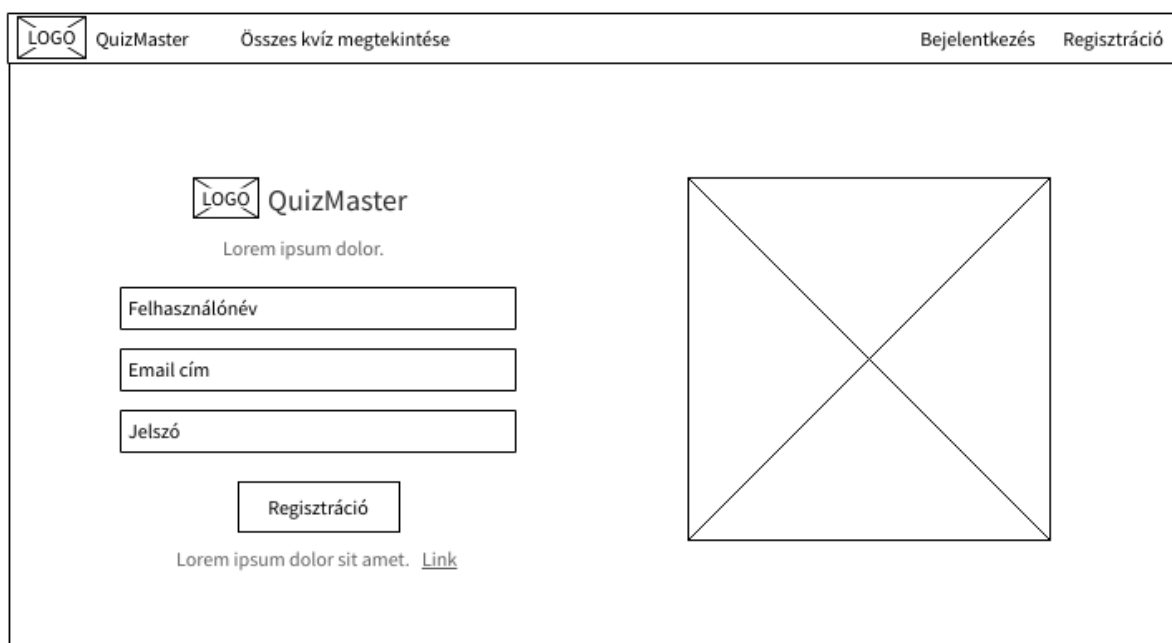 LOGO QuizMaster Összes kvíz megtekintése Bejelentkezés Regisztráció
LOGO QuizMaster
Lorem ipsum dolor.
Felhasználónév
Email cím
Jelszó
Regisztráció
Lorem ipsum dolor sit amet. Link